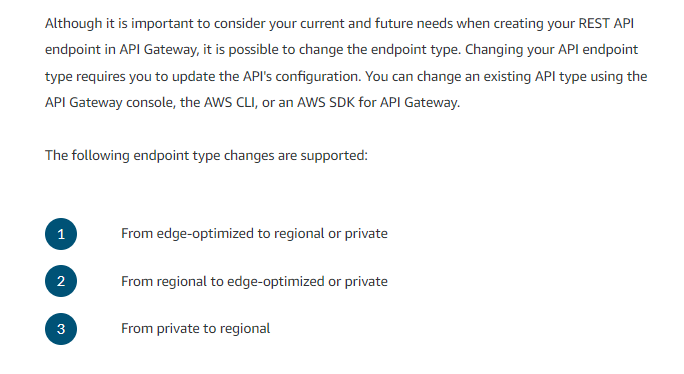 Although it is important to consider your current and future needs when creating your REST API
endpoint in API Gateway, it is possible to change the endpoint type. Changing your API endpoint
type requires you to update the API's configuration. You can change an existing API type using the
API Gateway console, the AWS CLI, or an AWS SDK for API Gateway.
The following endpoint type changes are supported:
1 From edge-optimized to regional or private
2 From regional to edge-optimized or private
3 From private to regional